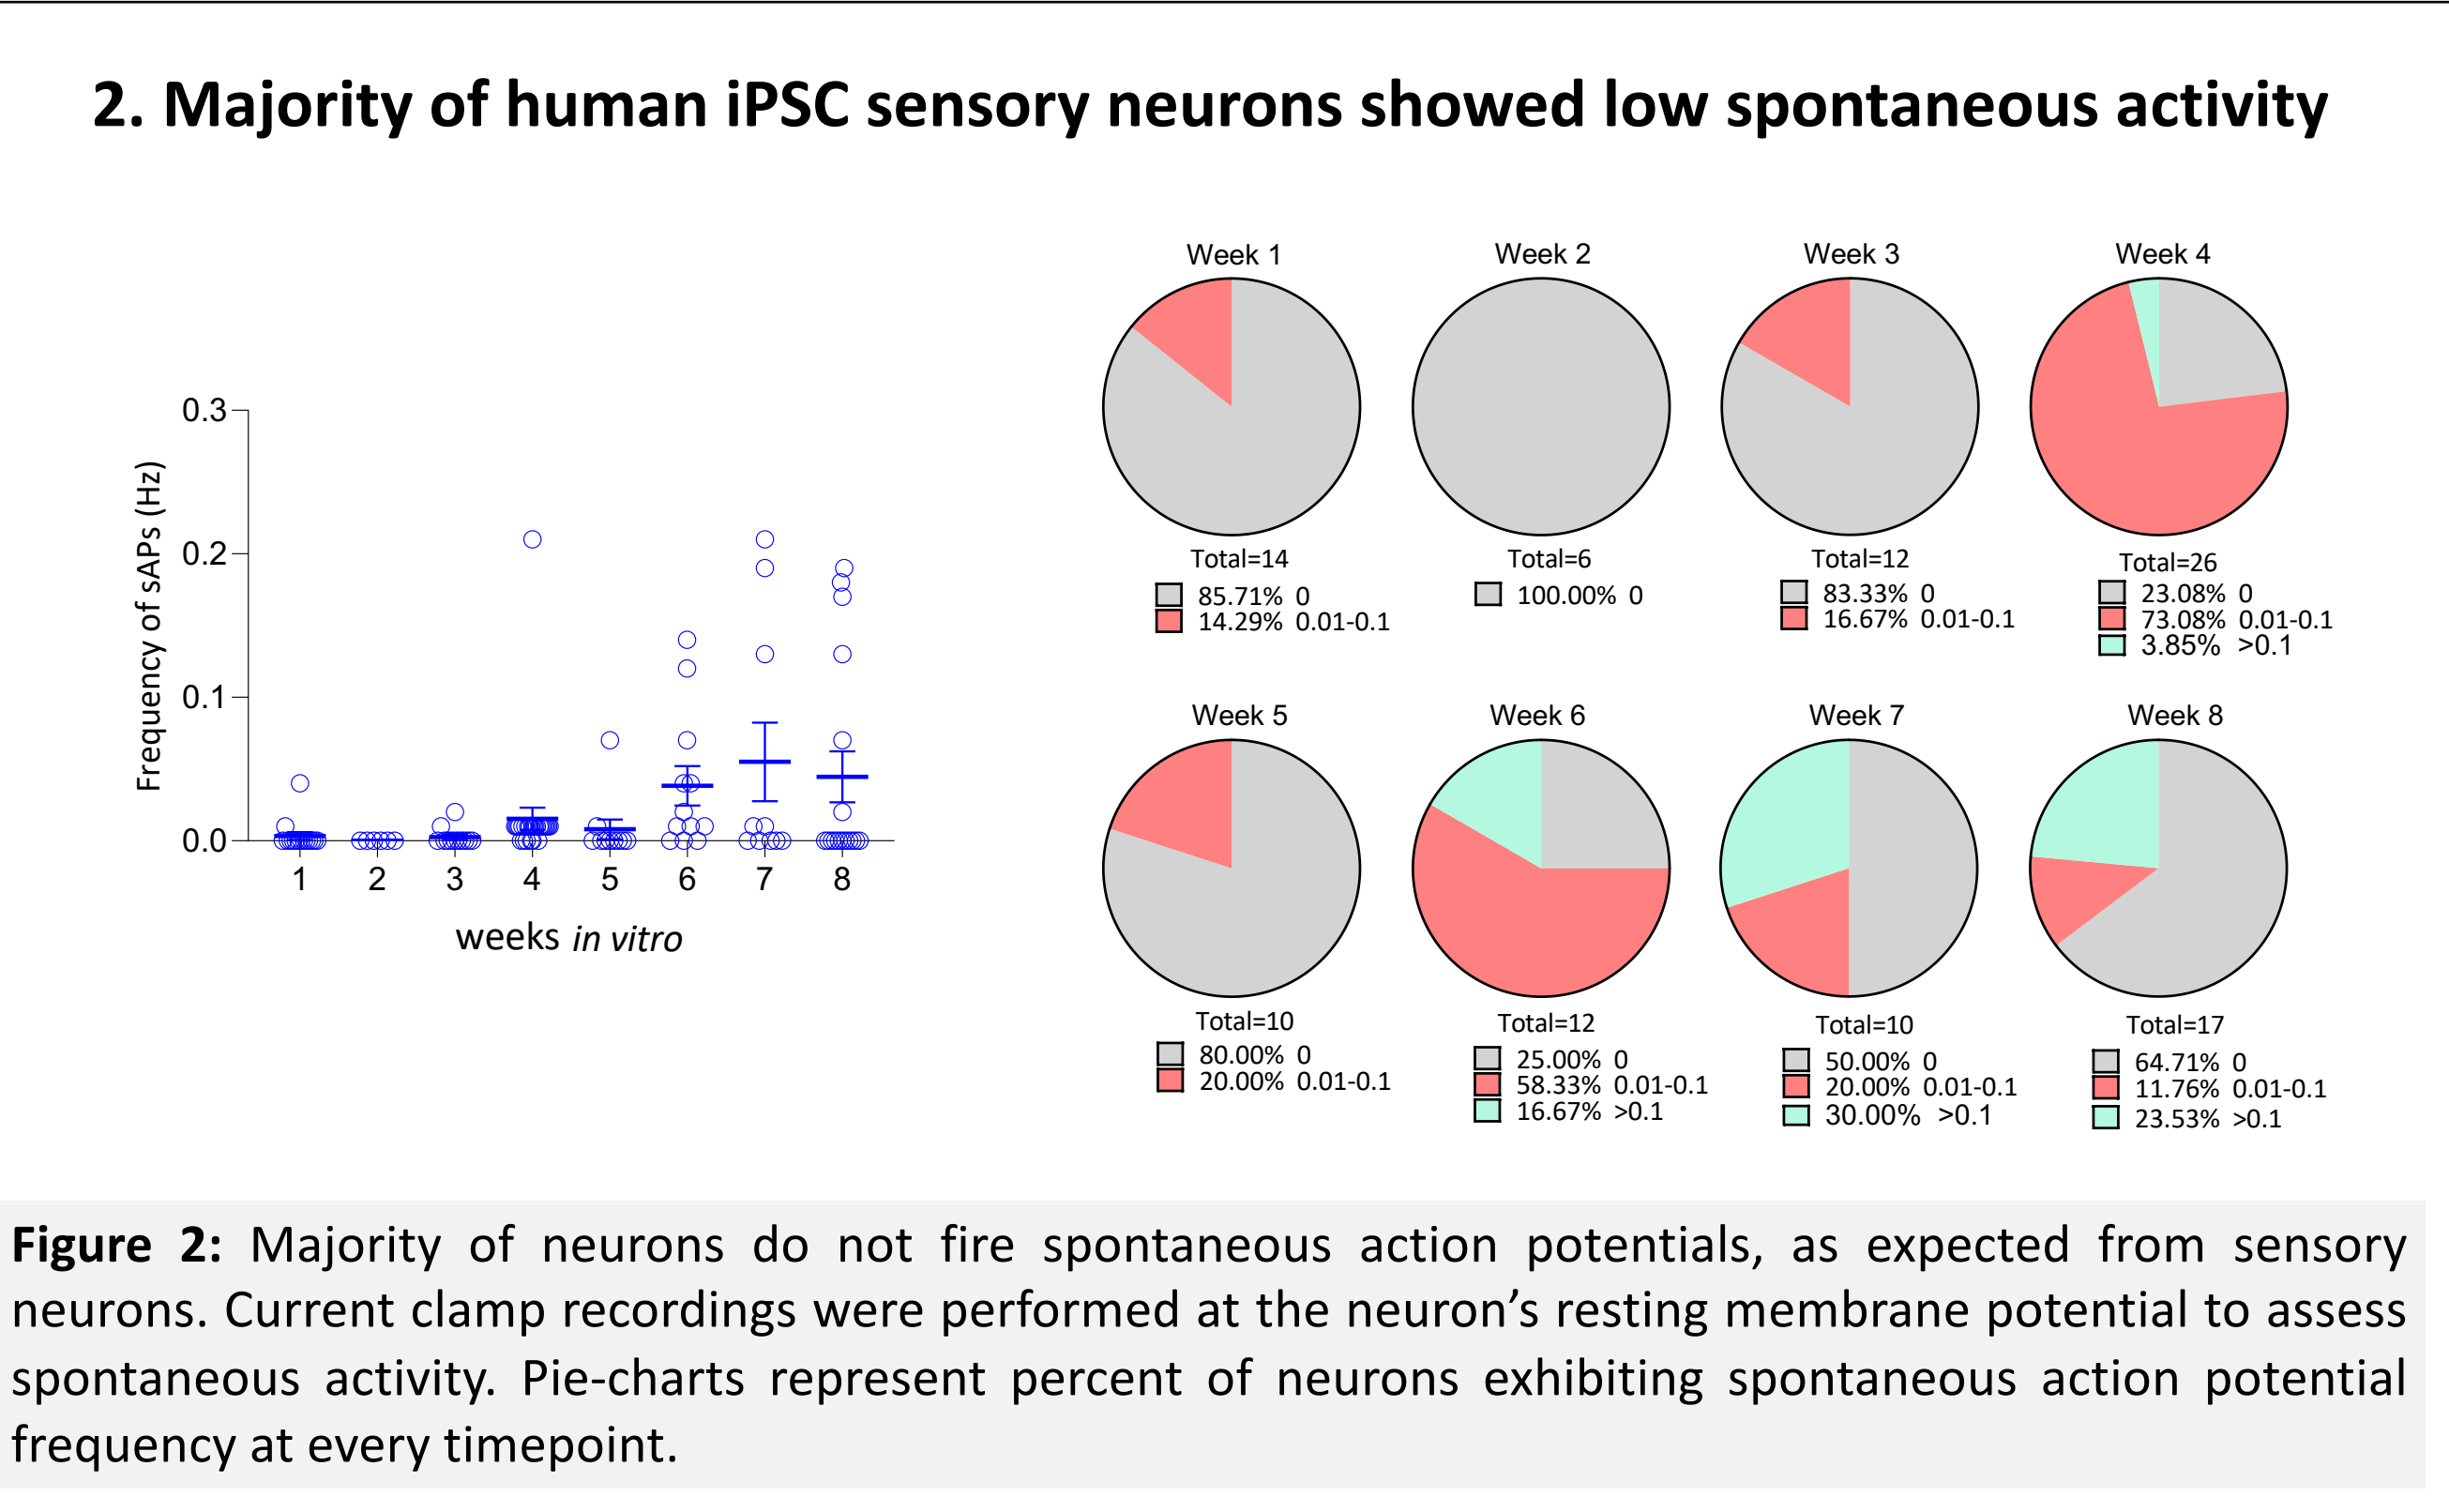 2. Majority of human iPSC sensory neurons showed low spontaneous activity
Frequency of sAPs (Hz)
0.3
0.2
0.1
0.0
1 2 3 4 5 6 7 8
weeks in vitro
Week 1
Total=14
85.71% 0
14.29% 0.01-0.1
Week 2
Total=6
100.00% 0
Week 3
Total=12
83.33% 0
16.67% 0.01-0.1
Week 4
Total=26
23.08% 0
73.08% 0.01-0.1
3.85% >0.1
Week 5
Total=10
80.00% 0
20.00% 0.01-0.1
Week 6
Total=12
25.00% 0
58.33% 0.01-0.1
16.67% >0.1
Week 7
Total=10
50.00% 0
20.00% 0.01-0.1
30.00% >0.1
Week 8
Total=17
64.71% 0
11.76% 0.01-0.1
23.53% >0.1
Figure 2: Majority of neurons do not fire spontaneous action potentials, as expected from sensory
neurons. Current clamp recordings were performed at the neuron’s resting membrane potential to assess
spontaneous activity. Pie-charts represent percent of neurons exhibiting spontaneous action potential
frequency at every timepoint.